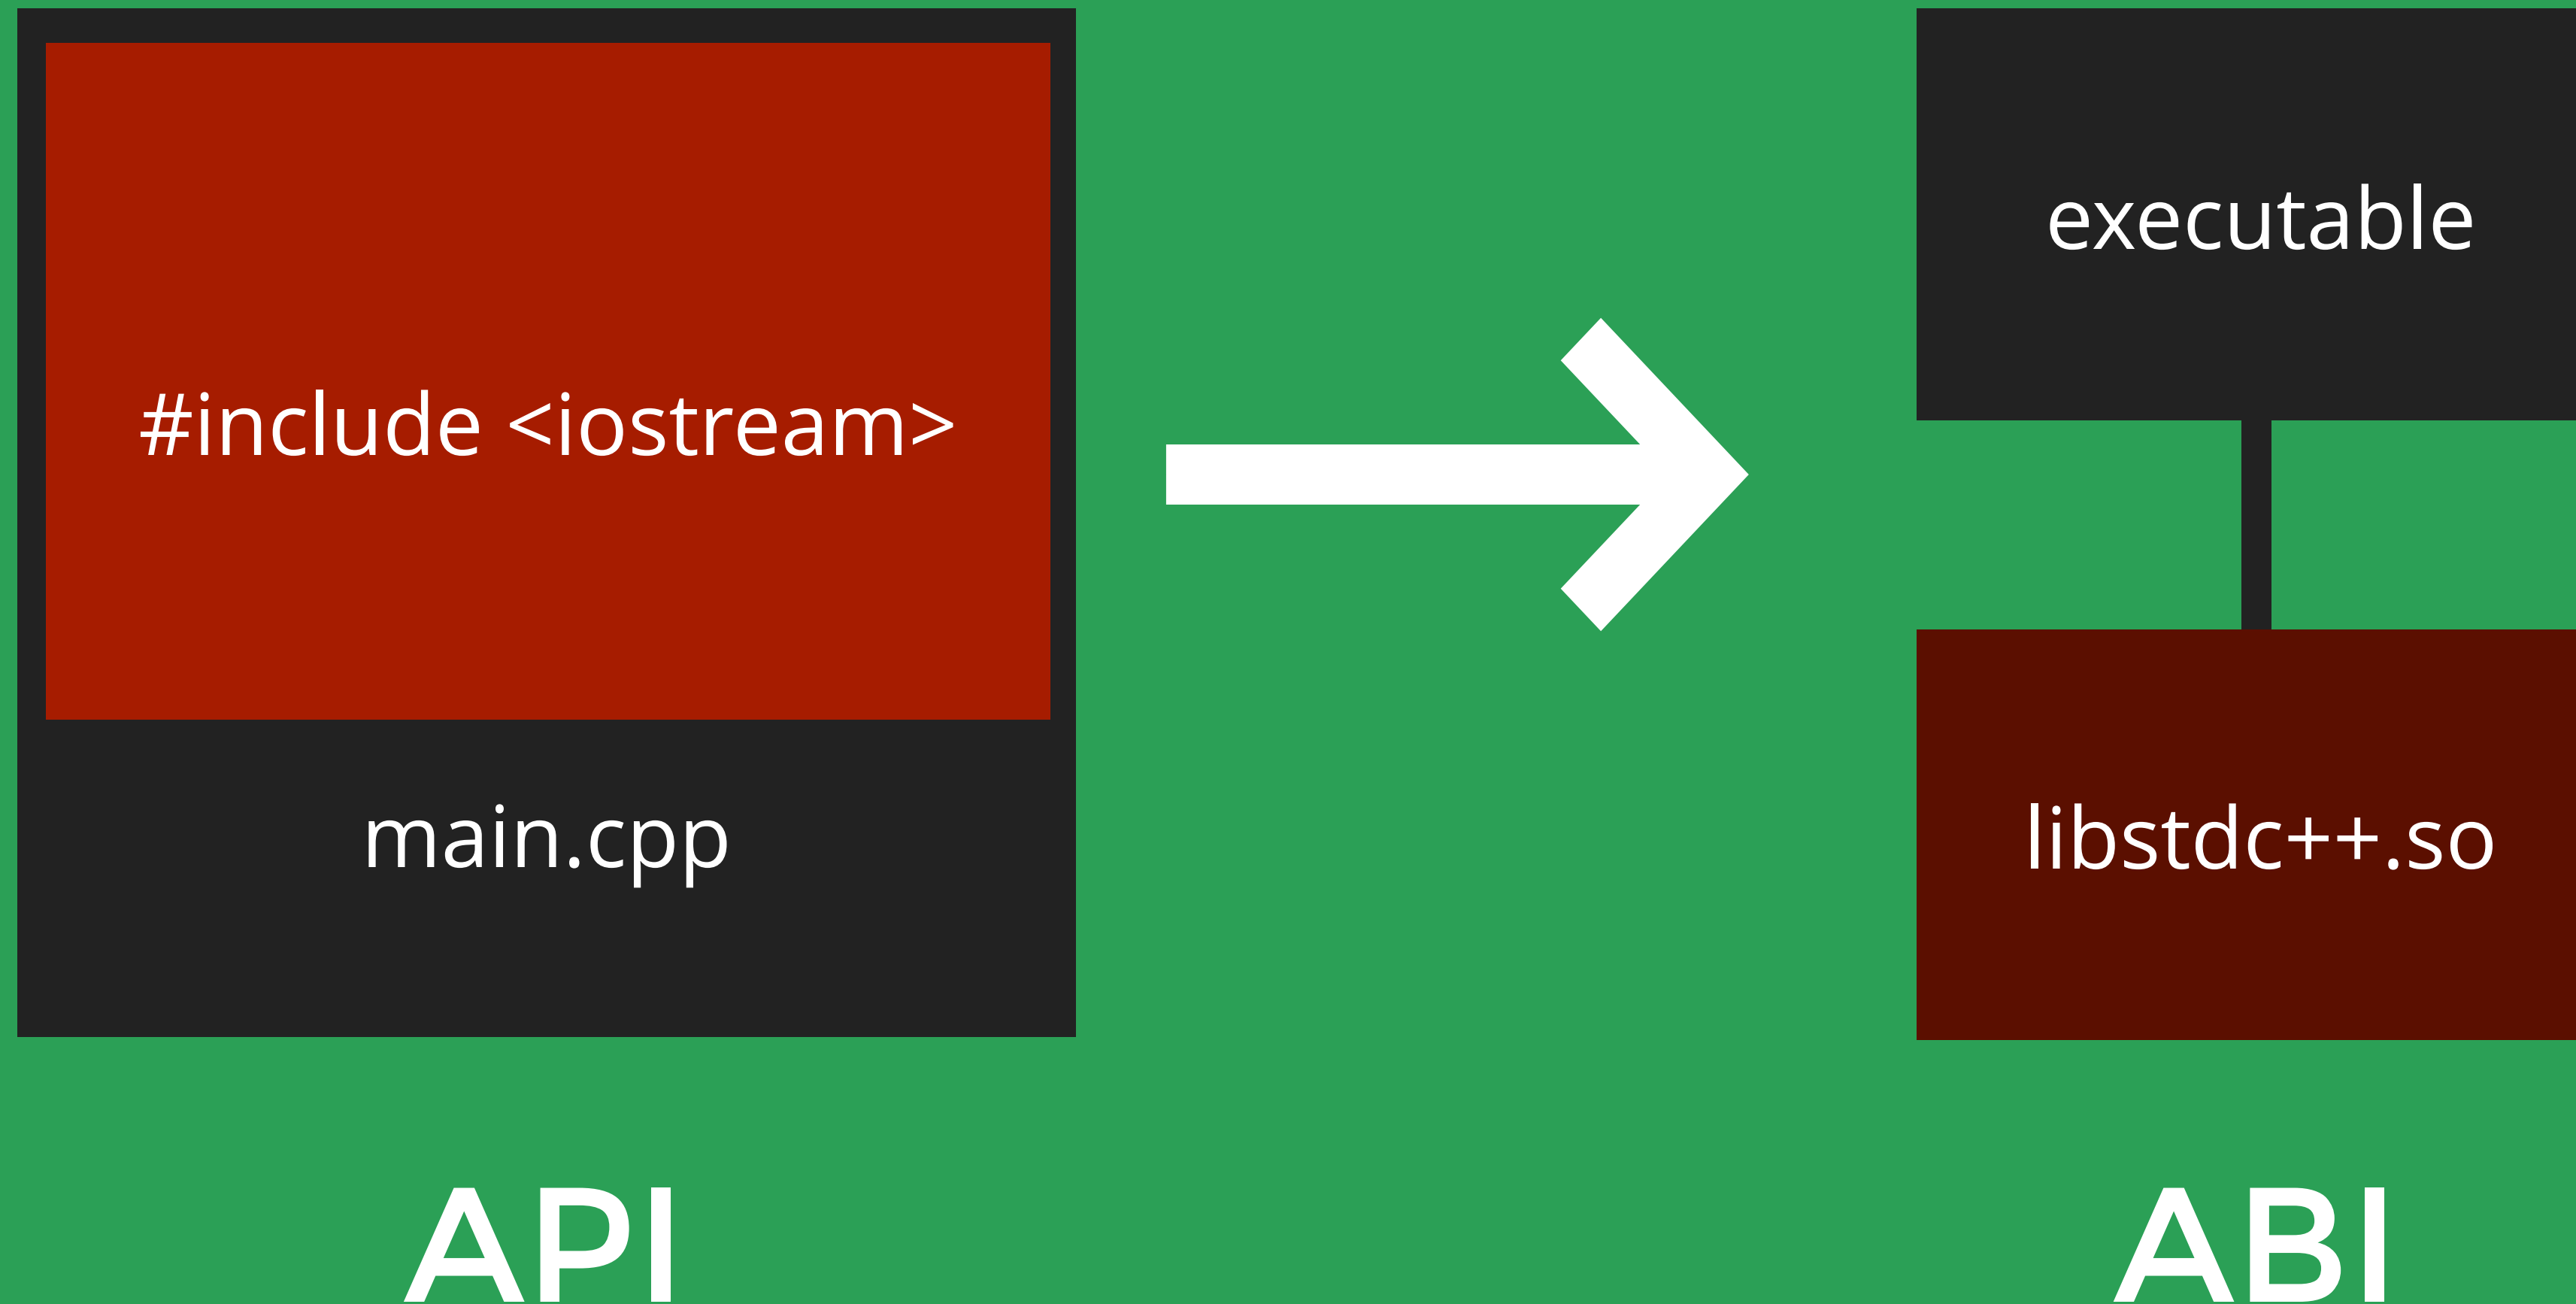 #include <iostream>
main.cpp
executable
libstdc++.so
API
ABI